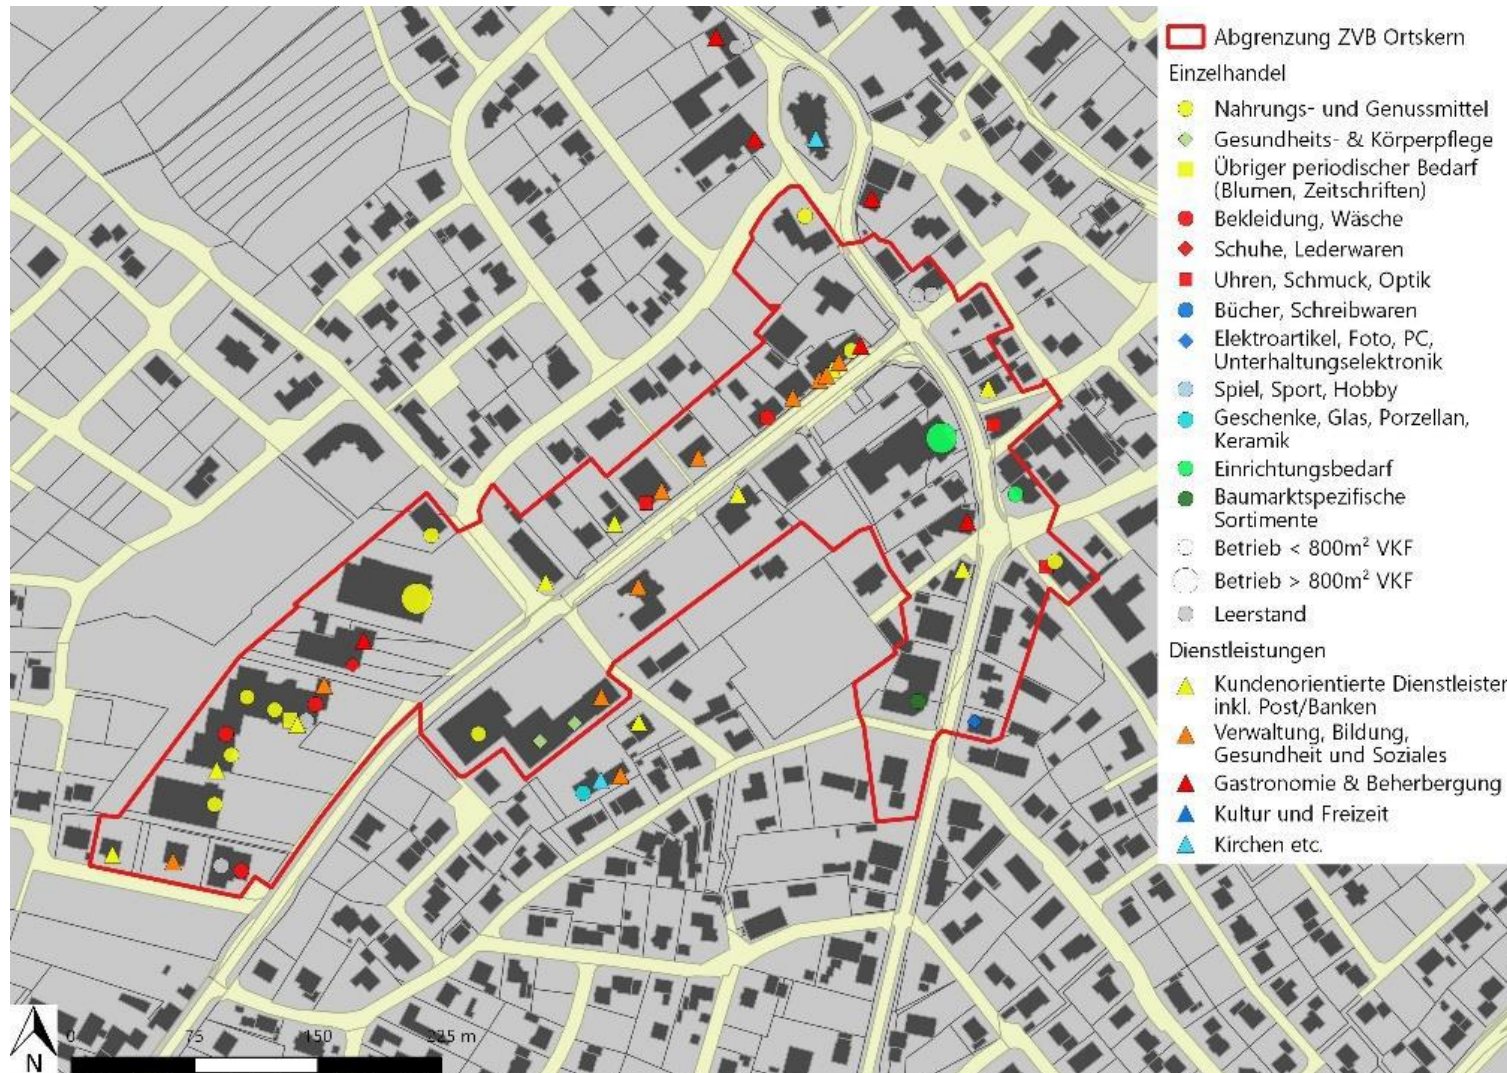 Abgrenzung ZVB Ortskern
Einzelhandel
Nahrungs- und Genussmittel
Gesundheits- & Körperpflege
Übriger periodischer Bedarf
(Blumen, Zeitschriften)
Bekleidung, Wäsche
Schuhe, Lederwaren
Uhren, Schmuck, Optik
Bücher, Schreibwaren
Elektroartikel, Foto, PC,
Unterhaltungselektronik
Spiel, Sport, Hobby
Geschenke, Glas, Porzellan,
Keramik
Einrichtungsbedarf
Baumarktspezifische
Sortimente
Betrieb < 800m² VKF
Betrieb > 800m² VKF
Leerstand
Dienstleistungen
Kundenorientierte Dienstleister
inkl. Post/Banken
Verwaltung, Bildung,
Gesundheit und Soziales
Gastronomie & Beherbergung
Kultur und Freizeit
Kirchen etc.
0 75 150 225 m
N